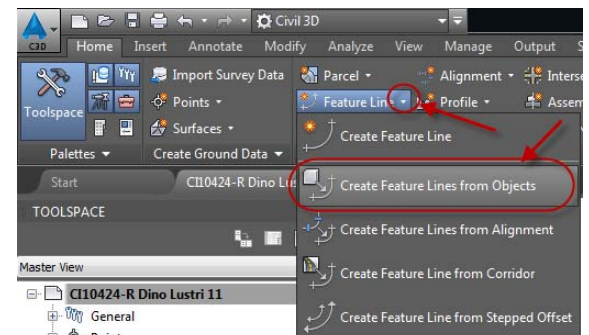 Civil 3D
C3D Home Insert Annotate Modify Analyze View Manage Output
Toolspace
Import Survey Data
Points
Surfaces
Palettes
Create Ground Data
Parcel
Feature Line
Alignment
Profile
Create Feature Line
Create Feature Lines from Objects
Create Feature Lines from Alignment
Create Feature Line from Corridor
Create Feature Line from Stepped Offset
Start
CI10424-R Dino Lus
TOOLSPACE
Master View
CI10424-R Dino Lustri 11
General